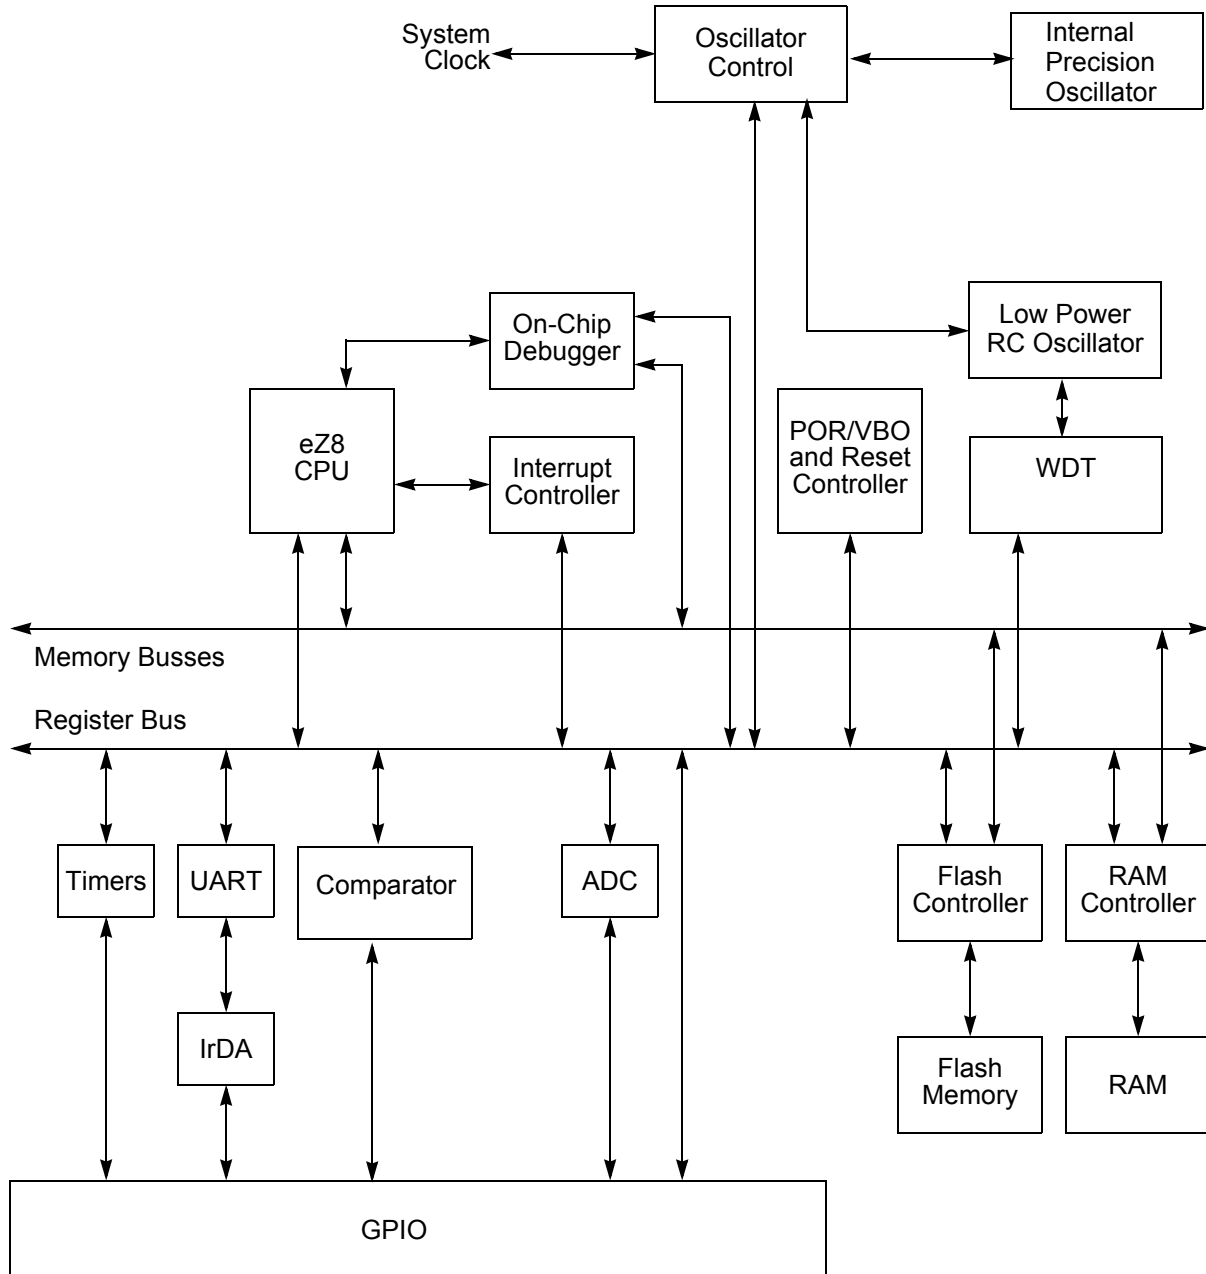 System
Clock
Oscillator
Control
Internal
Precision
Oscillator
On-Chip
Debugger
Low Power
RC Oscillator
eZ8
CPU
Interrupt
Controller
POR/VBO
and Reset
Controller
WDT
Memory Busses
Register Bus
Timers
UART
Comparator
ADC
Flash
Controller
RAM
Controller
IrDA
Flash
Memory
RAM
GPIO